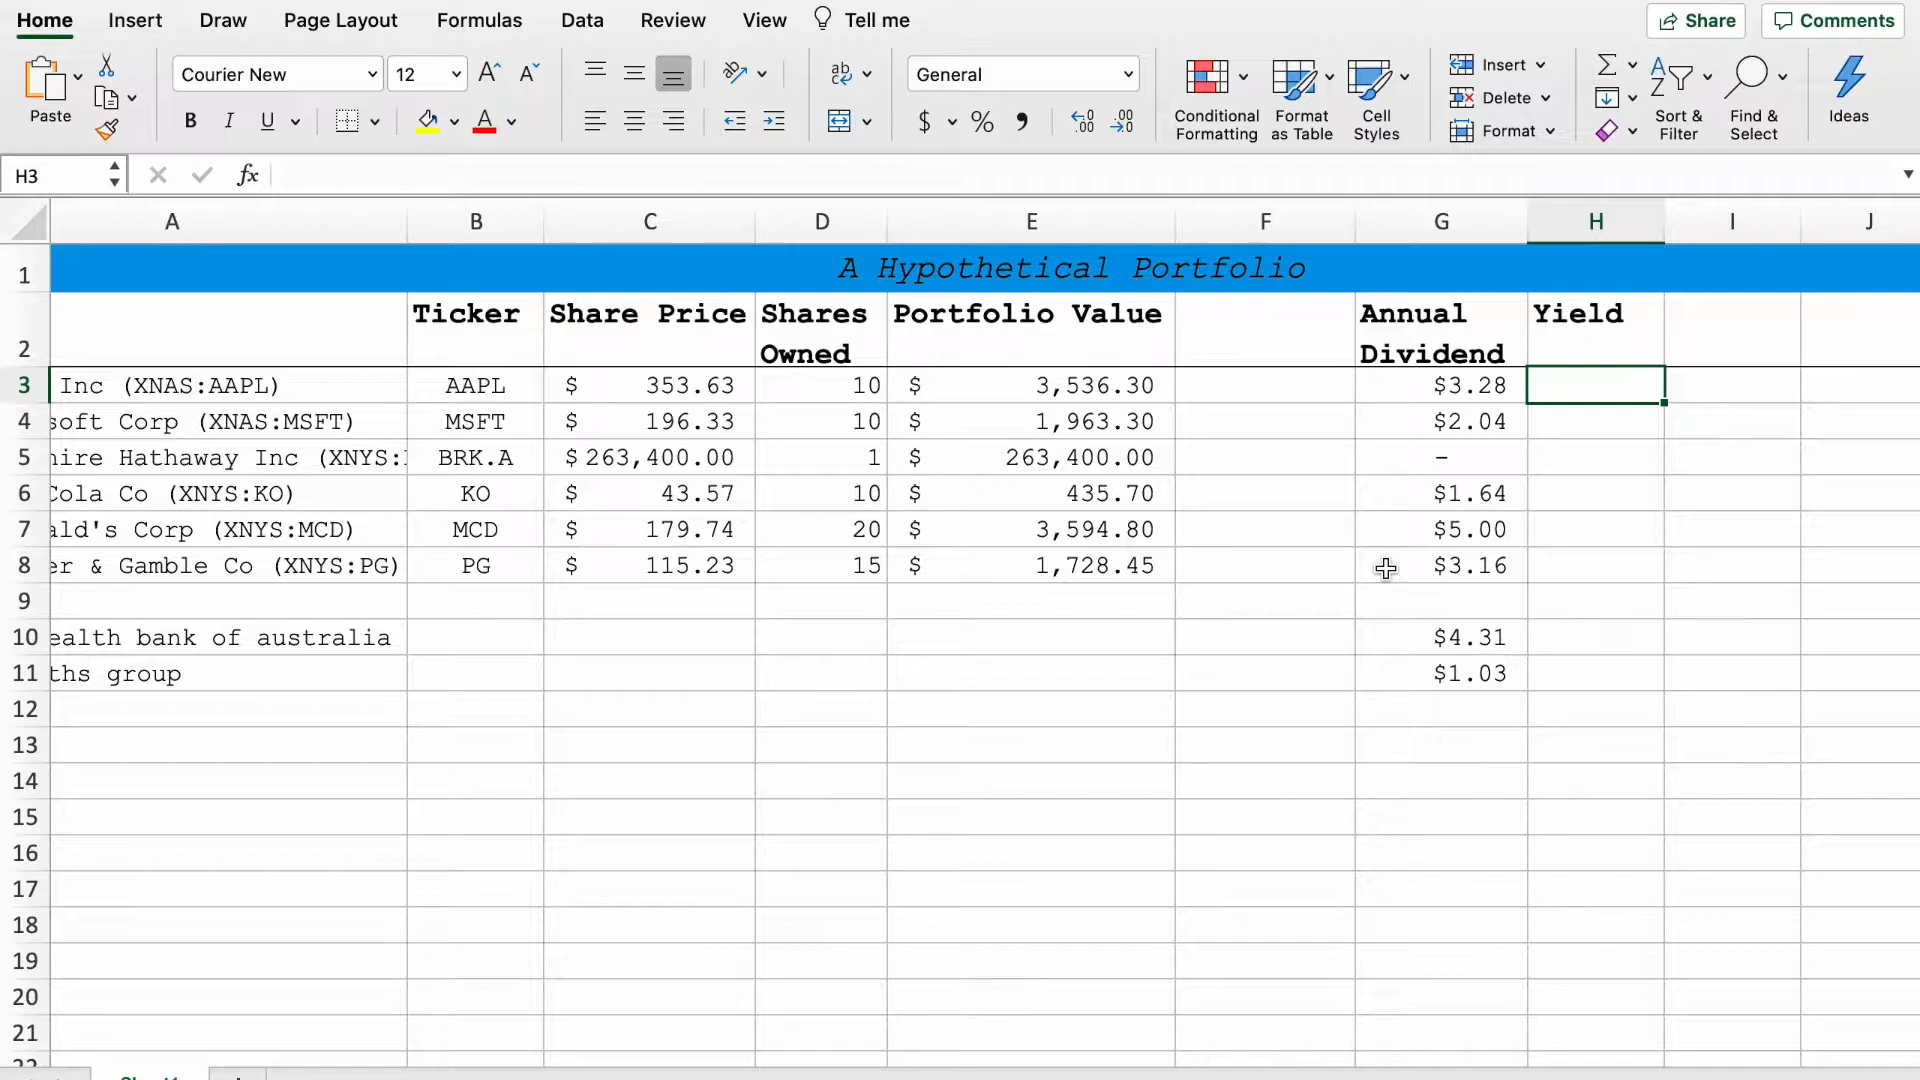 Home Insert Draw Page Layout Formulas Data Review View Tell me Share Comments
Courier New 12 ab General Insert
Delete
Paste B I U A $ % Conditional Formatting Format as Table Cell Styles Format Sort & Filter Find & Select Ideas
H3 fx
A B C D E F G H I J
1 A Hypothetical Portfolio
2 Ticker Share Price Shares Owned Portfolio Value Annual Dividend Yield
3 Inc (XNAS:AAPL) AAPL $ 353.63 10 $ 3,536.30 $3.28
4 soft Corp (XNAS:MSFT) MSFT $ 196.33 10 $ 1,963.30 $2.04
5 hire Hathaway Inc (XNYS: BRK.A $ 263,400.00 1 $ 263,400.00 –
6 Cola Co (XNYS:KO) KO $ 43.57 10 $ 435.70 $1.64
7 ald's Corp (XNYS:MCD) MCD $ 179.74 20 $ 3,594.80 $5.00
8 er & Gamble Co (XNYS:PG) PG $ 115.23 15 $ 1,728.45 $3.16
9
10 ealth bank of australia $4.31
11 ths group $1.03
12
13
14
15
16
17
18
19
20
21